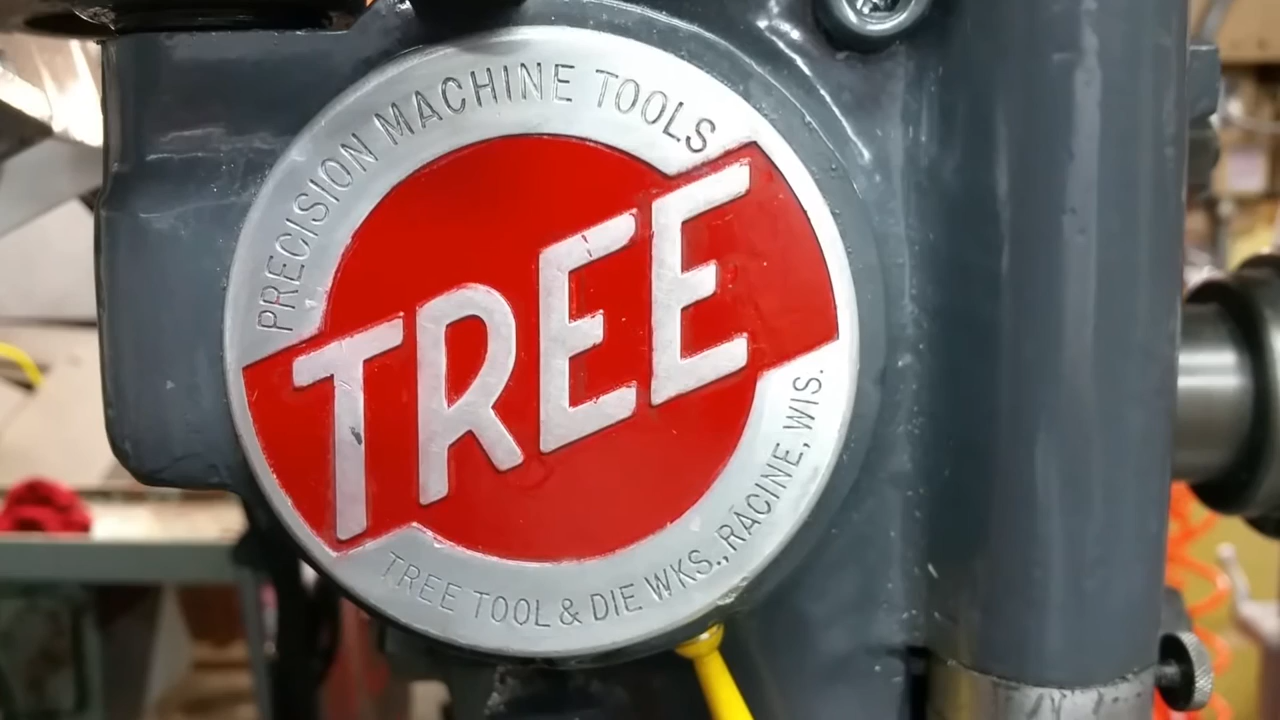 PRECISION MACHINE TOOLS
TREE
TREE TOOL & DIE WKS., RACINE, WIS.